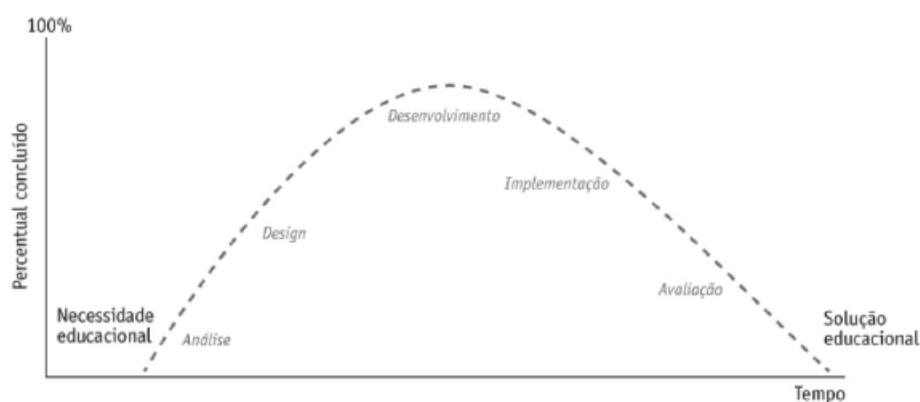 100%
Percentual concluído
Desenvolvimento
Implementação
Design
Avaliação
Necessidade
educacional
Análise
Solução
educacional
Tempo